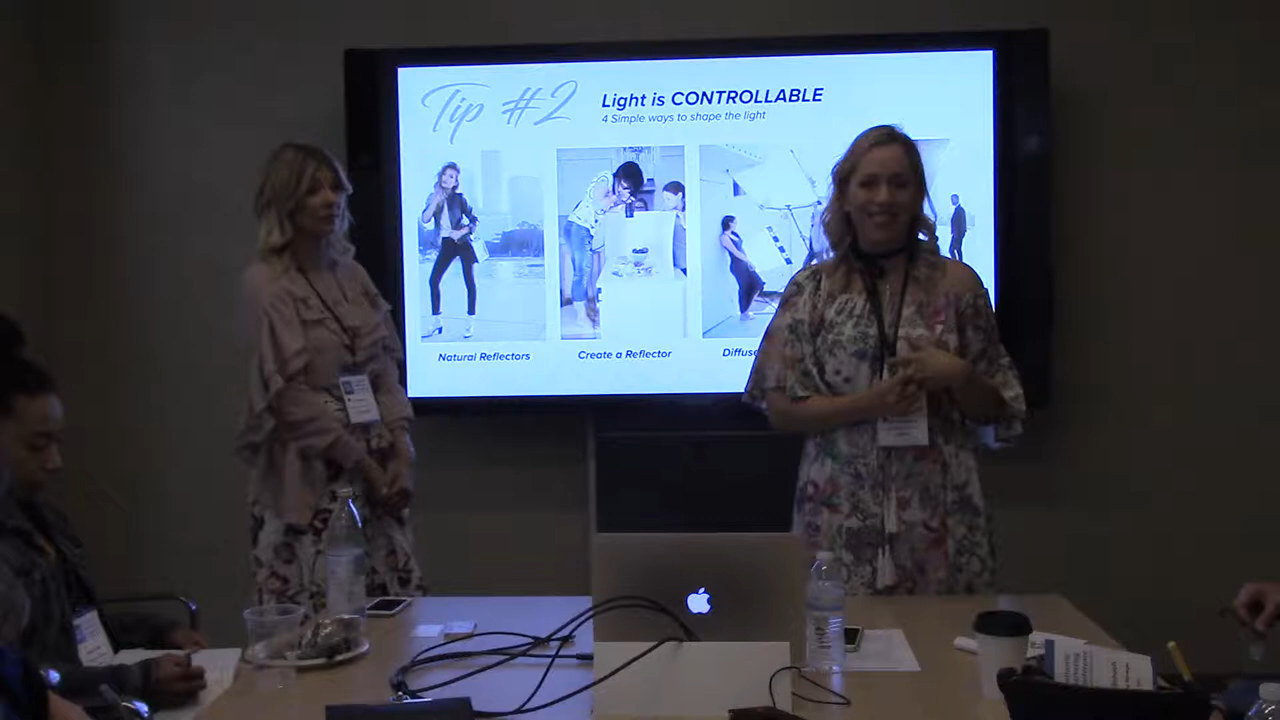 Tip #2
Light is CONTROLLABLE
4 Simple ways to shape the light
Natural Reflectors
Create a Reflector